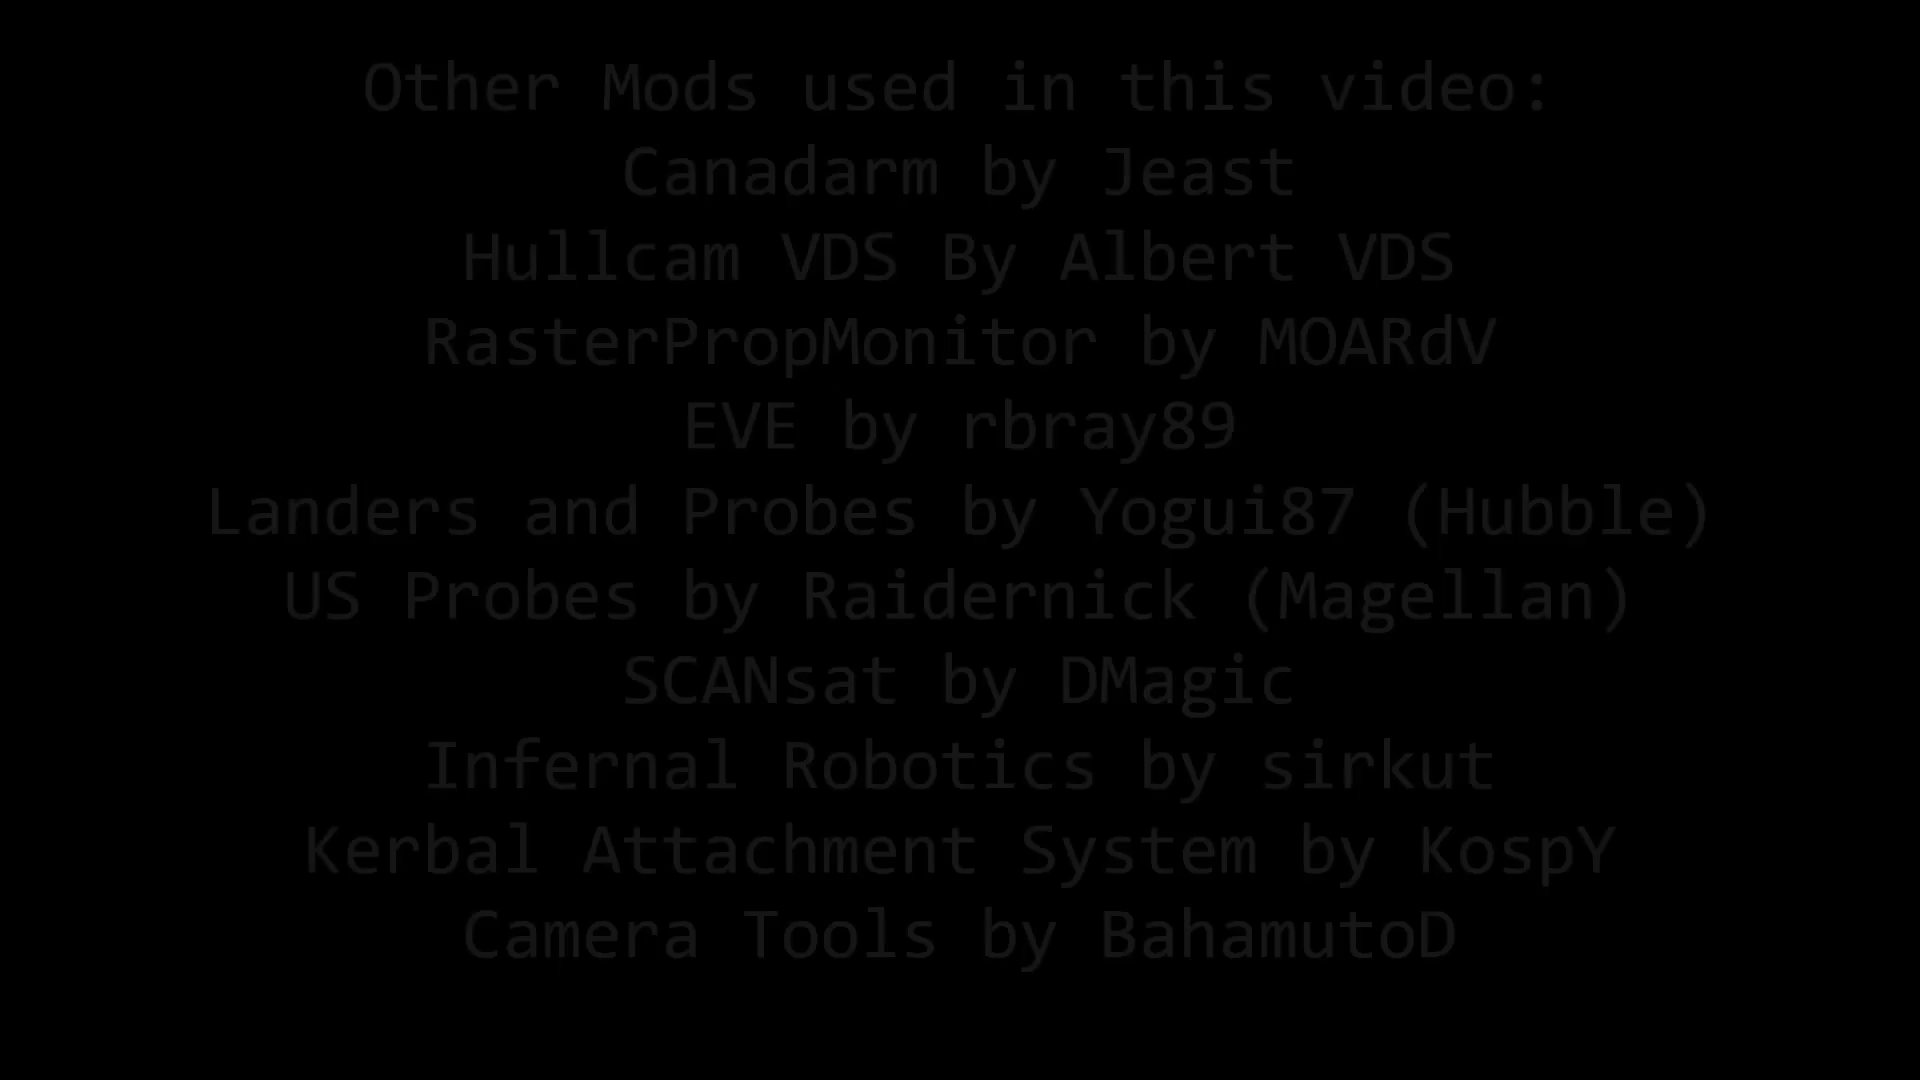 Other Mods used in this video:
Canadarm by Jeast
Hullcam VDS By Albert VDS
RasterPropMonitor by MOARdV
EVE by rbray89
Landers and Probes by Yogui87 (Hubble)
US Probes by Raidernick (Magellan)
SCANsat by DMagic
Infernal Robotics by sirkut
Kerbal Attachment System by KospY
Camera Tools by BahamutoD